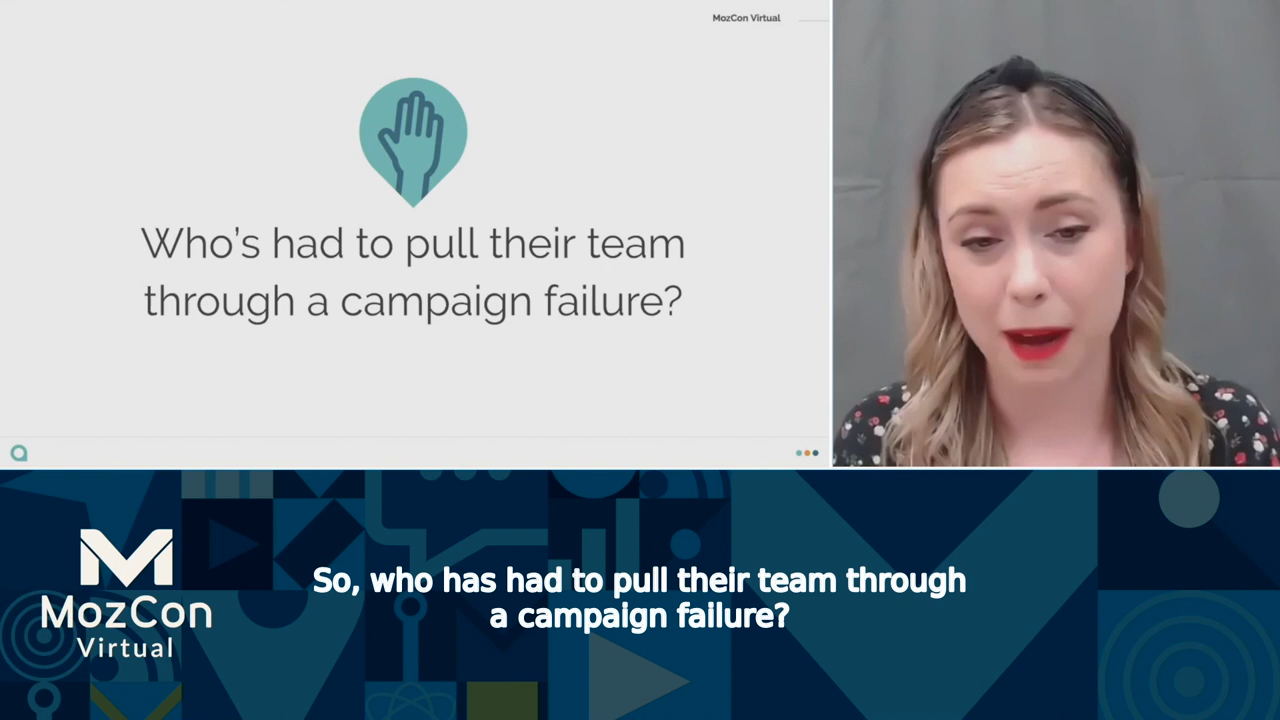 MozCon Virtual
Who's had to pull their team
through a campaign failure?
MozCon
Virtual
So, who has had to pull their team through
a campaign failure?